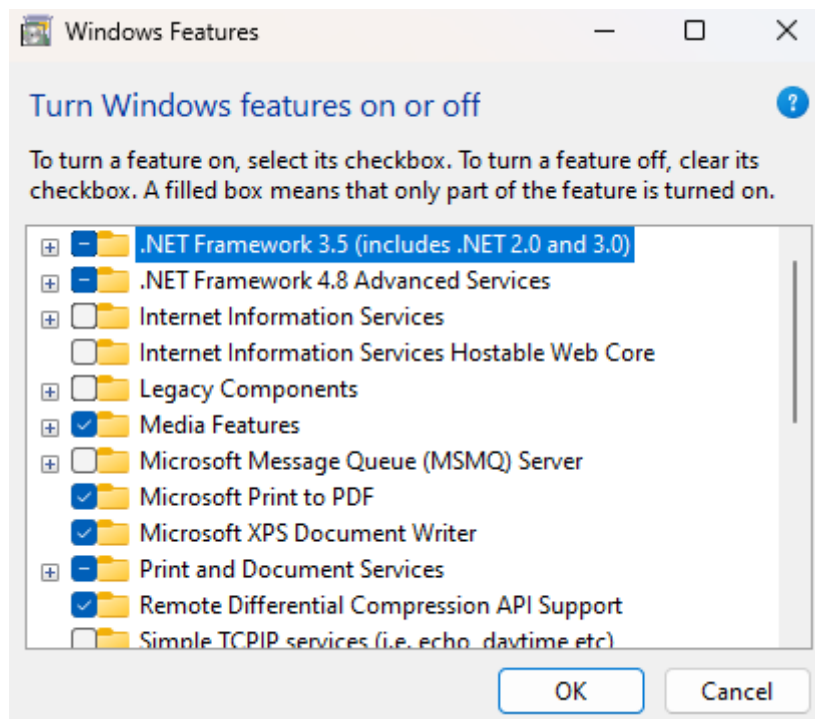 Windows Features
Turn Windows features on or off
?
To turn a feature on, select its checkbox. To turn a feature off, clear its
checkbox. A filled box means that only part of the feature is turned on.
.NET Framework 3.5 (includes .NET 2.0 and 3.0)
.NET Framework 4.8 Advanced Services
Internet Information Services
Internet Information Services Hostable Web Core
Legacy Components
Media Features
Microsoft Message Queue (MSMQ) Server
Microsoft Print to PDF
Microsoft XPS Document Writer
Print and Document Services
Remote Differential Compression API Support
Simple TCPIP services (i.e. echo, daytime etc)
OK
Cancel